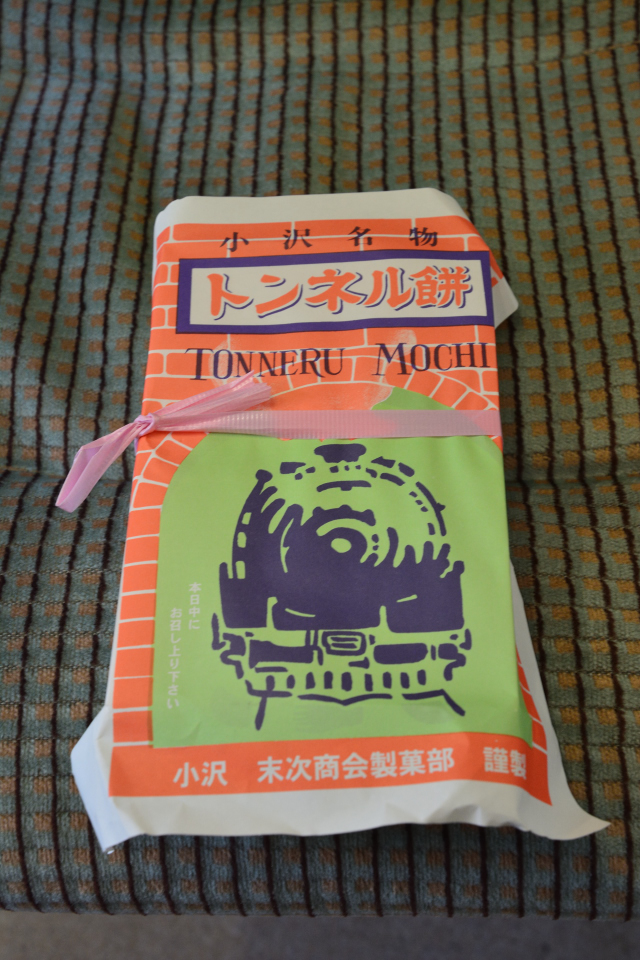 小沢名物
トンネル餅
TONNERU MOCHI
本日中に
お召し上り下さい
小沢 末次商会製菓部 謹製